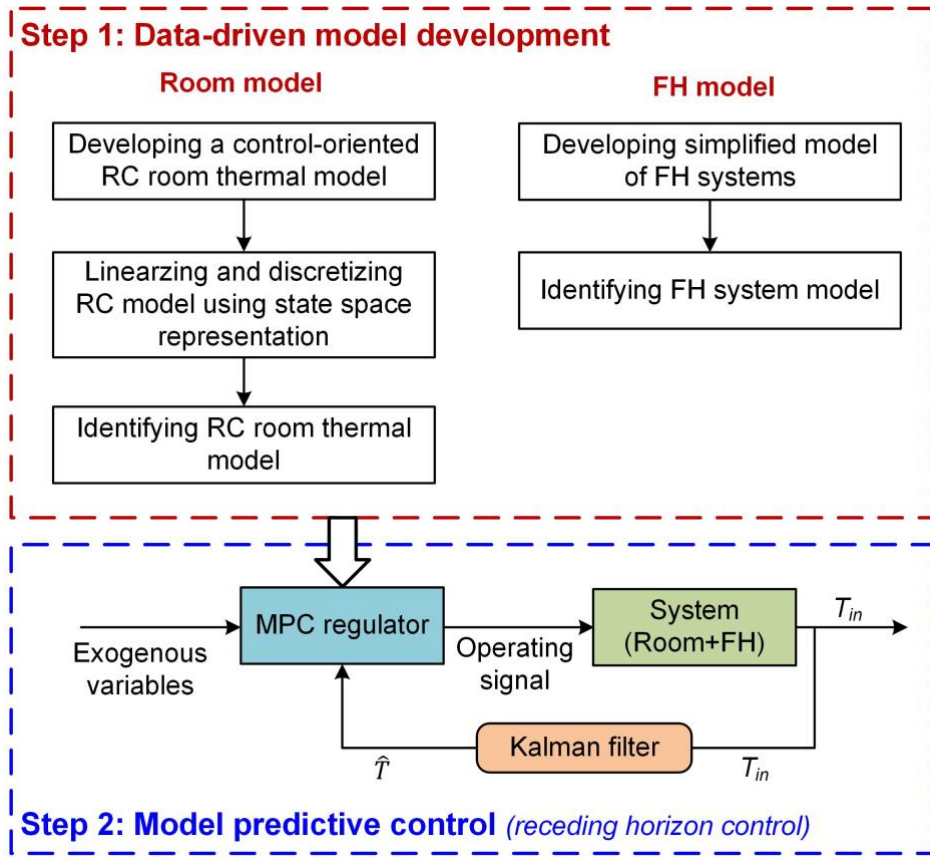 Step 1: Data-driven model development
Room model
Developing a control-oriented
RC room thermal model
Linearzing and discretizing
RC model using state space
representation
Identifying RC room thermal
model
FH model
Developing simplified model
of FH systems
Identifying FH system model
Exogenous
variables
MPC regulator
Operating
signal
System
(Room+FH)
T_in
Kalman filter
T_in
T̂
Step 2: Model predictive control (receding horizon control)